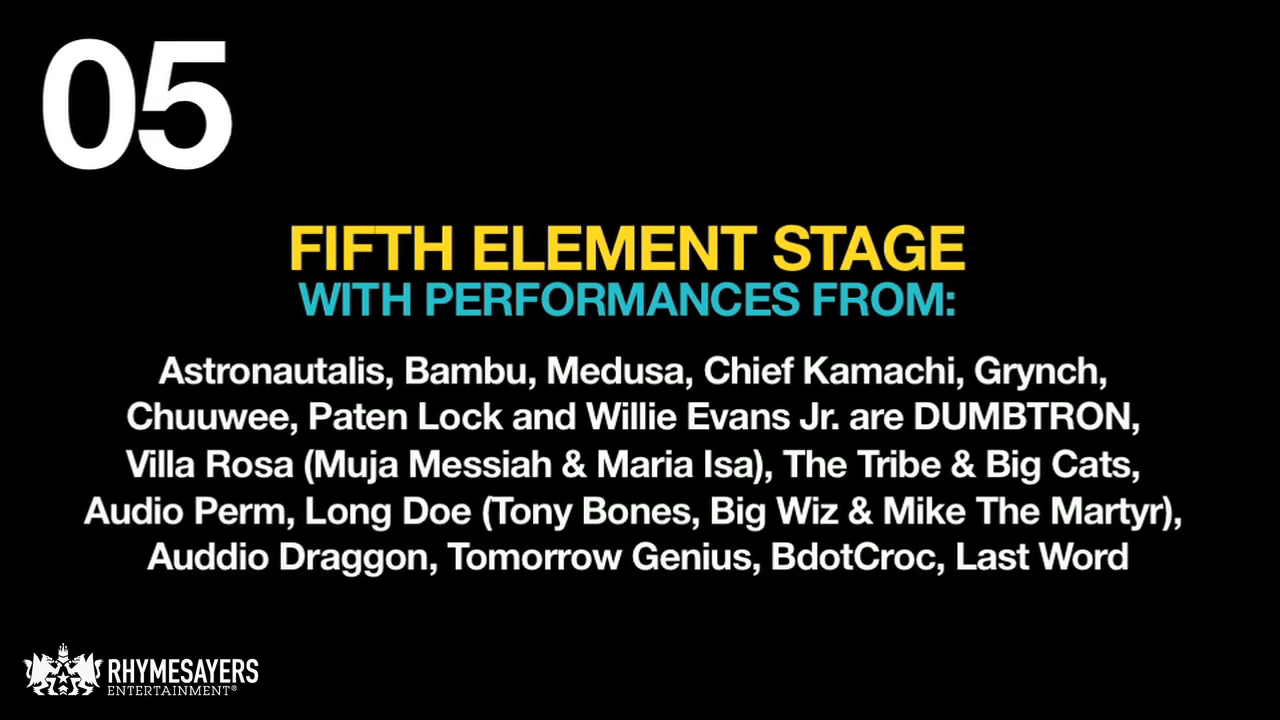 05
FIFTH ELEMENT STAGE
WITH PERFORMANCES FROM:
Astronautalis, Bambu, Medusa, Chief Kamachi, Grynch,
Chuuwee, Paten Lock and Willie Evans Jr. are DUMBTRON,
Villa Rosa (Muja Messiah & Maria Isa), The Tribe & Big Cats,
Audio Perm, Long Doe (Tony Bones, Big Wiz & Mike The Martyr),
Auddio Draggon, Tomorrow Genius, BdotCroc, Last Word
RHYMESAYERS
ENTERTAINMENT®